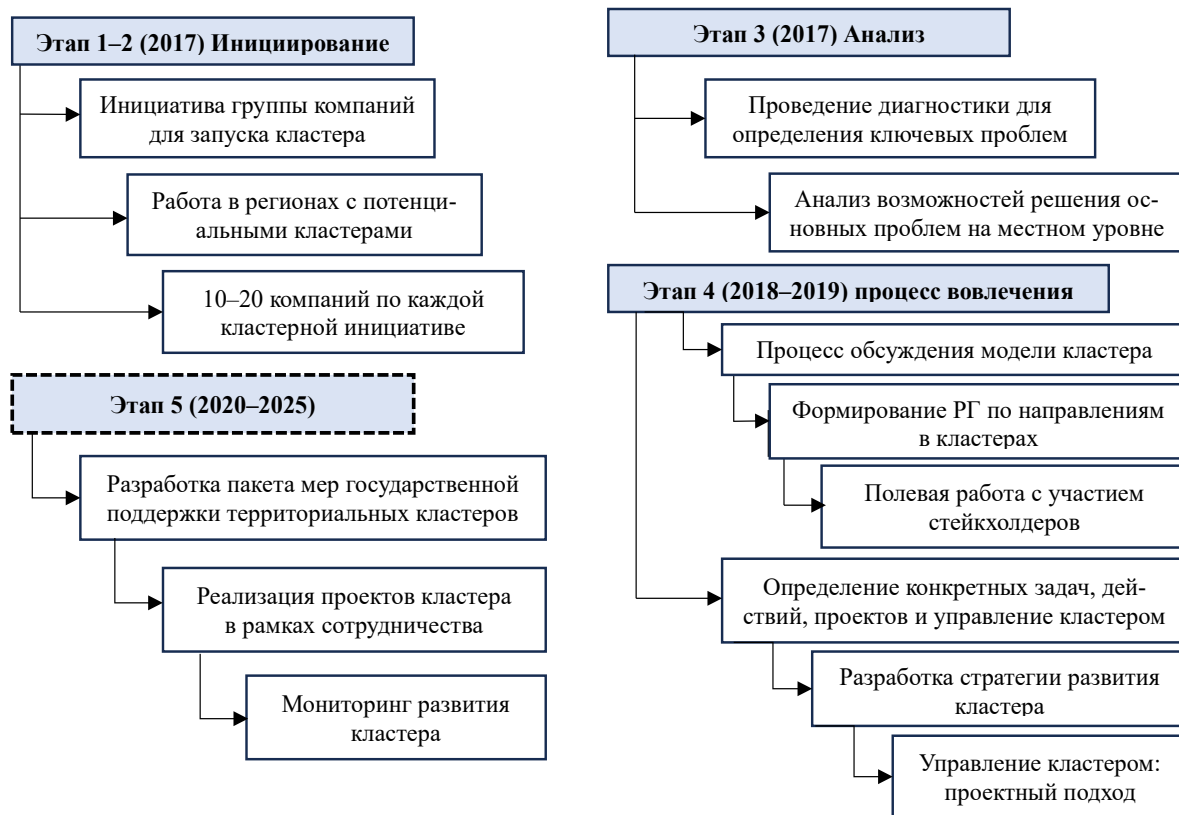 Этап 1–2 (2017) Инициирование
Инициатива группы компаний
для запуска кластера
Работа в регионах с потенци-
альными кластерами
10–20 компаний по каждой
кластерной инициативе
Этап 3 (2017) Анализ
Проведение диагностики для
определения ключевых проблем
Анализ возможностей решения ос-
новных проблем на местном уровне
Этап 4 (2018–2019) процесс вовлечения
Процесс обсуждения модели кластера
Формирование РГ по направлениям
в кластерах
Полевая работа с участием
стейкхолдеров
Определение конкретных задач, дей-
ствий, проектов и управление кластером
Разработка стратегии развития
кластера
Управление кластером:
проектный подход
Этап 5 (2020–2025)
Разработка пакета мер государственной
поддержки территориальных кластеров
Реализация проектов кластера
в рамках сотрудничества
Мониторинг развития
кластера